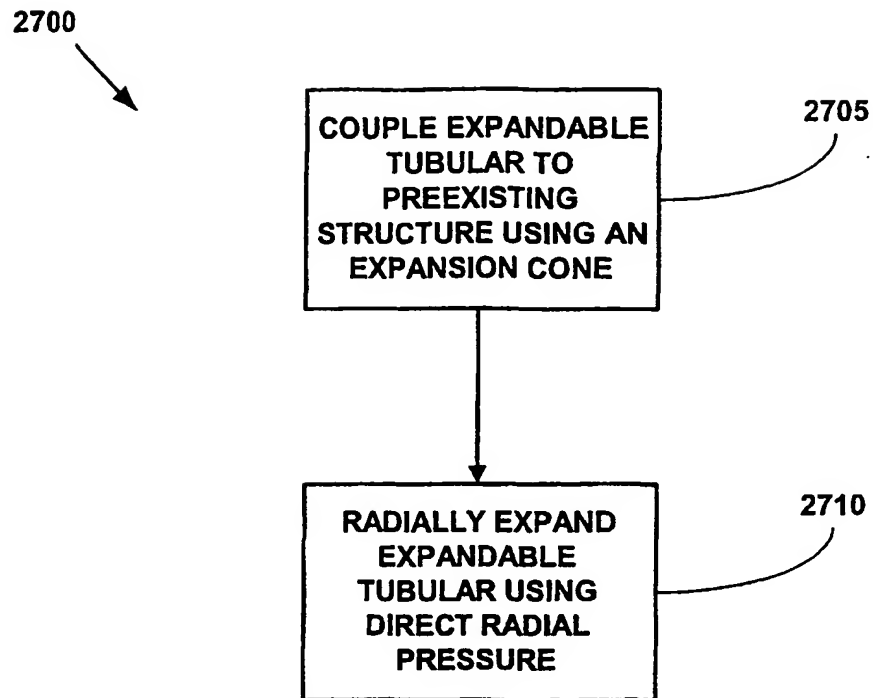 2700
COUPLE EXPANDABLE
TUBULAR TO
PREEXISTING
STRUCTURE USING AN
EXPANSION CONE
2705
RADIALLY EXPAND
EXPANDABLE
TUBULAR USING
DIRECT RADIAL
PRESSURE
2710